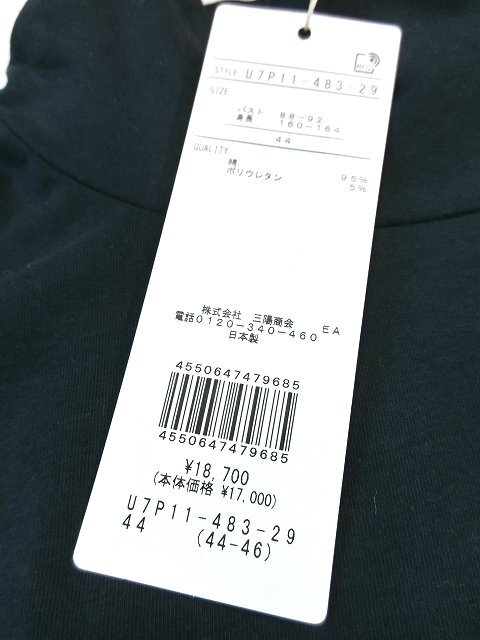 RFID
STYLE U7P11-483-29
SIZE
バスト 88-92
身長 160-164
44
QUALITY
綿 95%
ポリウレタン 5%
株式会社 三陽商会 EA
電話0120-340-460
日本製
4550647479685
4550647479685
¥18,700
(本体価格 ¥17,000)
U7P11-483-29
44 (44-46)